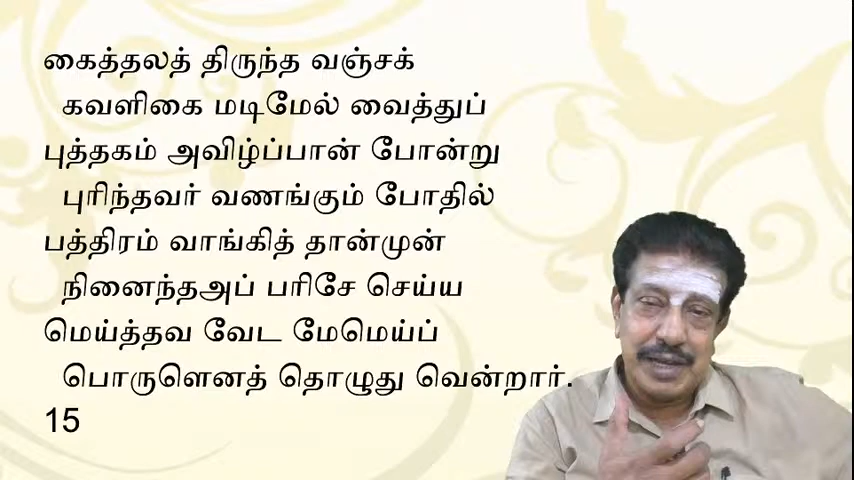 கைத்தலத் திருந்த வஞ்சக்
கவளிகை மடிமேல் வைத்துப்
புத்தகம் அவிழ்ப்பான் போன்று
புரிந்தவர் வணங்கும் போதில்
பத்திரம் வாங்கித் தான்முன்
நினைந்தஅப் பரிசே செய்ய
மெய்த்தவ வேட மேமெய்ப்
பொருளெனத் தொழுது வென்றார்.
15